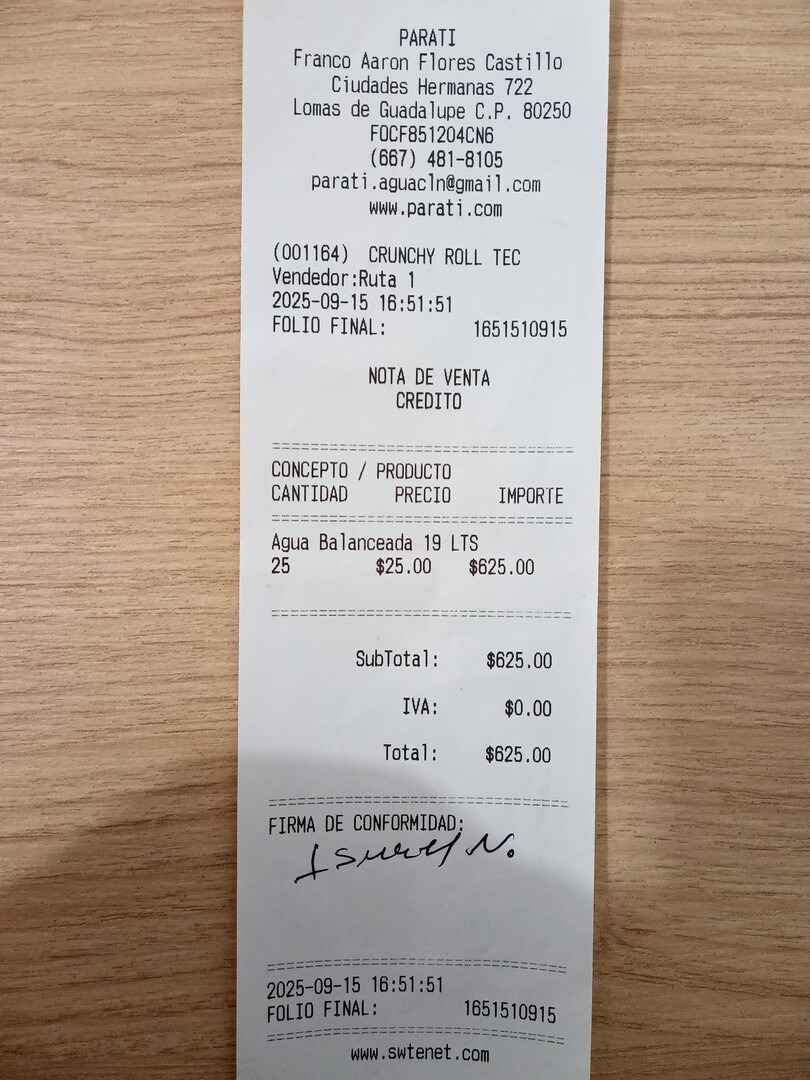 PARATI
Franco Aaron Flores Castillo
Ciudades Hermanas 722
Lomas de Guadalupe C.P. 80250
FOCF851204CN6
(667) 481-8105
parati.aguacln@gmail.com
www.parati.com
(001164) CRUNCHY ROLL TEC
Vendedor:Ruta 1
2025-09-15 16:51:51
FOLIO FINAL: 1651510915
NOTA DE VENTA
CREDITO
CONCEPTO / PRODUCTO
CANTIDAD PRECIO IMPORTE
Agua Balanceada 19 LTS
25 $25.00 $625.00
SubTotal: $625.00
IVA: $0.00
Total: $625.00
FIRMA DE CONFORMIDAD:
N.
2025-09-15 16:51:51
FOLIO FINAL: 1651510915
www.swtenet.com